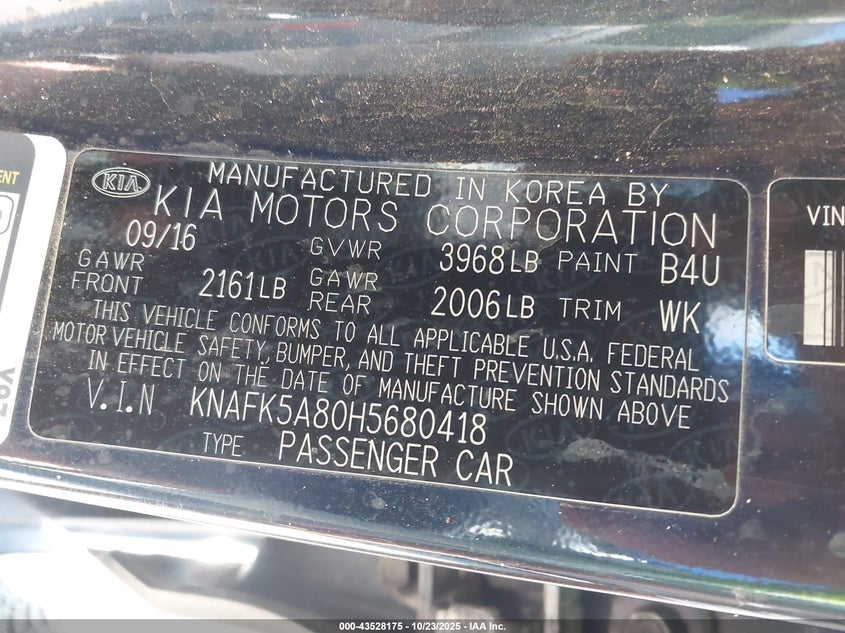 KIA
MANUFACTURED IN KOREA BY
KIA MOTORS CORPORATION
09/16 GVWR 3968LB PAINT B4U
GAWR FRONT 2161LB GAWR REAR 2006LB TRIM WK
THIS VEHICLE CONFORMS TO ALL APPLICABLE U.S.A. FEDERAL
MOTOR VEHICLE SAFETY, BUMPER, AND THEFT PREVENTION STANDARDS
IN EFFECT ON THE DATE OF MANUFACTURE SHOWN ABOVE
V.I.N KNAFK5A80H5680418
TYPE PASSENGER CAR
VIN
000-43528175 - 10/23/2025 - IAA Inc.